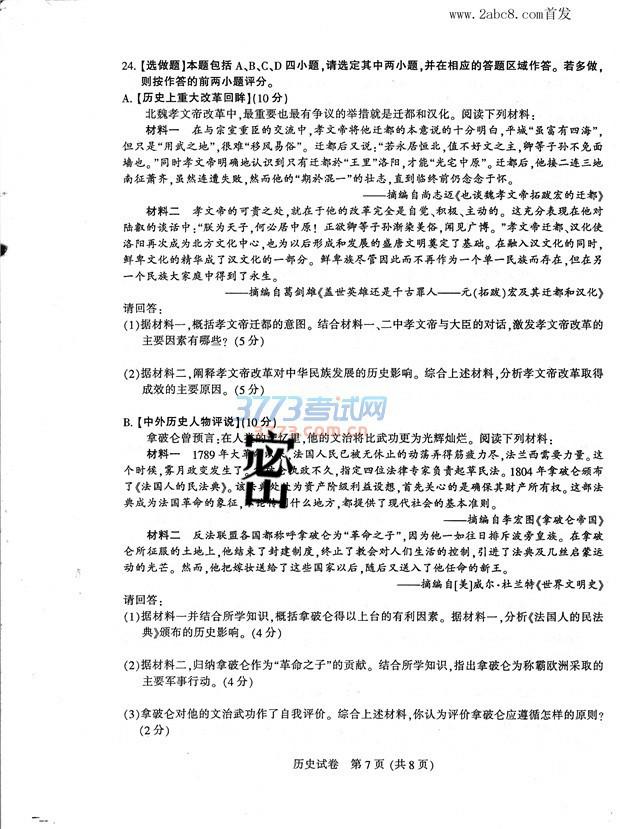 www.2abc8.com首发
24.【选做题】本题包括 A、B、C、D 四小题,请选定其中两小题,并在相应的答题区域作答。若多做,
则按作答的前两小题评分。
A.【历史上重大改革回眸】(10 分)
北魏孝文帝改革中,最重要也最有争议的举措就是迁都和汉化。阅读下列材料:
材料一 在与宗室重臣的交流中,孝文帝将他迁都的本意说的十分明白,平城“虽富有四海”,
但只是“用武之地”,很难“移风易俗”。迁都后又说:“若永居恒北,值不好文之主,卿等子孙不免面
墙也。”同时孝文帝明确地认识到只有迁都於“王里”洛阳,才能“光宅中原”。迁都后,他接二连三地
南征萧齐,虽然连遭失败,然而他的“期於混一”的壮志,直到临终前仍念念于怀。
——摘编自尚志迈《也谈魏孝文帝拓跋宏的迁都》
材料二 孝文帝的可贵之处,就在于他的改革完全是自觉、积极、主动的。这充分表现在他对
陆叡的谈话中:“朕为天子,何必居中原!正欲卿等子孙渐染美俗,闻见广博。”孝文帝迁都、汉化使
洛阳再次成为北方文化中心,也为以后形成和发展的盛唐文明奠定了基础。在融入汉文化的同时,
鲜卑文化的精华成了汉文化的一部分。鲜卑族尽管因此而不再作为一个单一民族而存在,但在另
一个民族大家庭中得到了永生。
——摘编自葛剑雄《盖世英雄还是千古罪人——元(拓跋)宏及其迁都和汉化》
请回答:
(1)据材料一,概括孝文帝迁都的意图。结合材料一、二中孝文帝与大臣的对话,激发孝文帝改革的
主要因素有哪些?(5 分)
(2)据材料二,阐释孝文帝改革对中华民族发展的历史影响。综合上述材料,分析孝文帝改革取得
成效的主要原因。(5 分)
3773考试网
B.【中外历史人物评说】(10 分)
拿破仑曾预言:在人类的记忆里,他的文治将比武功更为光辉灿烂。阅读下列材料:
材料一 1789 年大革 法国人民已被无休止的动荡弄得筋疲力尽,法兰西需要力量。这
个时候,雾月政变发生了。 仑执政不久,指定四位法律专家负责起草民法。1804 年拿破仑颁布
了《法国人的民法典》。该 典处处为资产阶级利益设想,首先关心的是确保其财产所有权。这部法
典成为法国革命的象征, 论传到什么地方,都提供了现代社会的基本准则。
密
出
——摘编自李宏图《拿破仑帝国》
材料二 反法联盟各国都称呼拿破仑为“革命之子”,因为他一如往日排斥波旁皇族。在拿破
仑所征服的土地上,他结束了封建制度,终止了教会对人们生活的控制,引进了法典及几丝启蒙运
动的光芒。然而,他把嫁妆送给了这些国家以后,随后又送入了他任命的新王。
——摘编自[美]威尔·杜兰特《世界文明史》
请回答:
(1)据材料一并结合所学知识,概括拿破仑得以上台的有利因素。据材料一,分析《法国人的民法
典》颁布的历史影响。(4 分)
(2)据材料二,归纳拿破仑作为“革命之子”的贡献。结合所学知识,指出拿破仑为称霸欧洲采取的
主要军事行动。(4 分)
(3)拿破仑对他的文治武功作了自我评价。综合上述材料,你认为评价拿破仑应遵循怎样的原则?
(2 分)
历史试卷 第 7 页 (共 8 页)